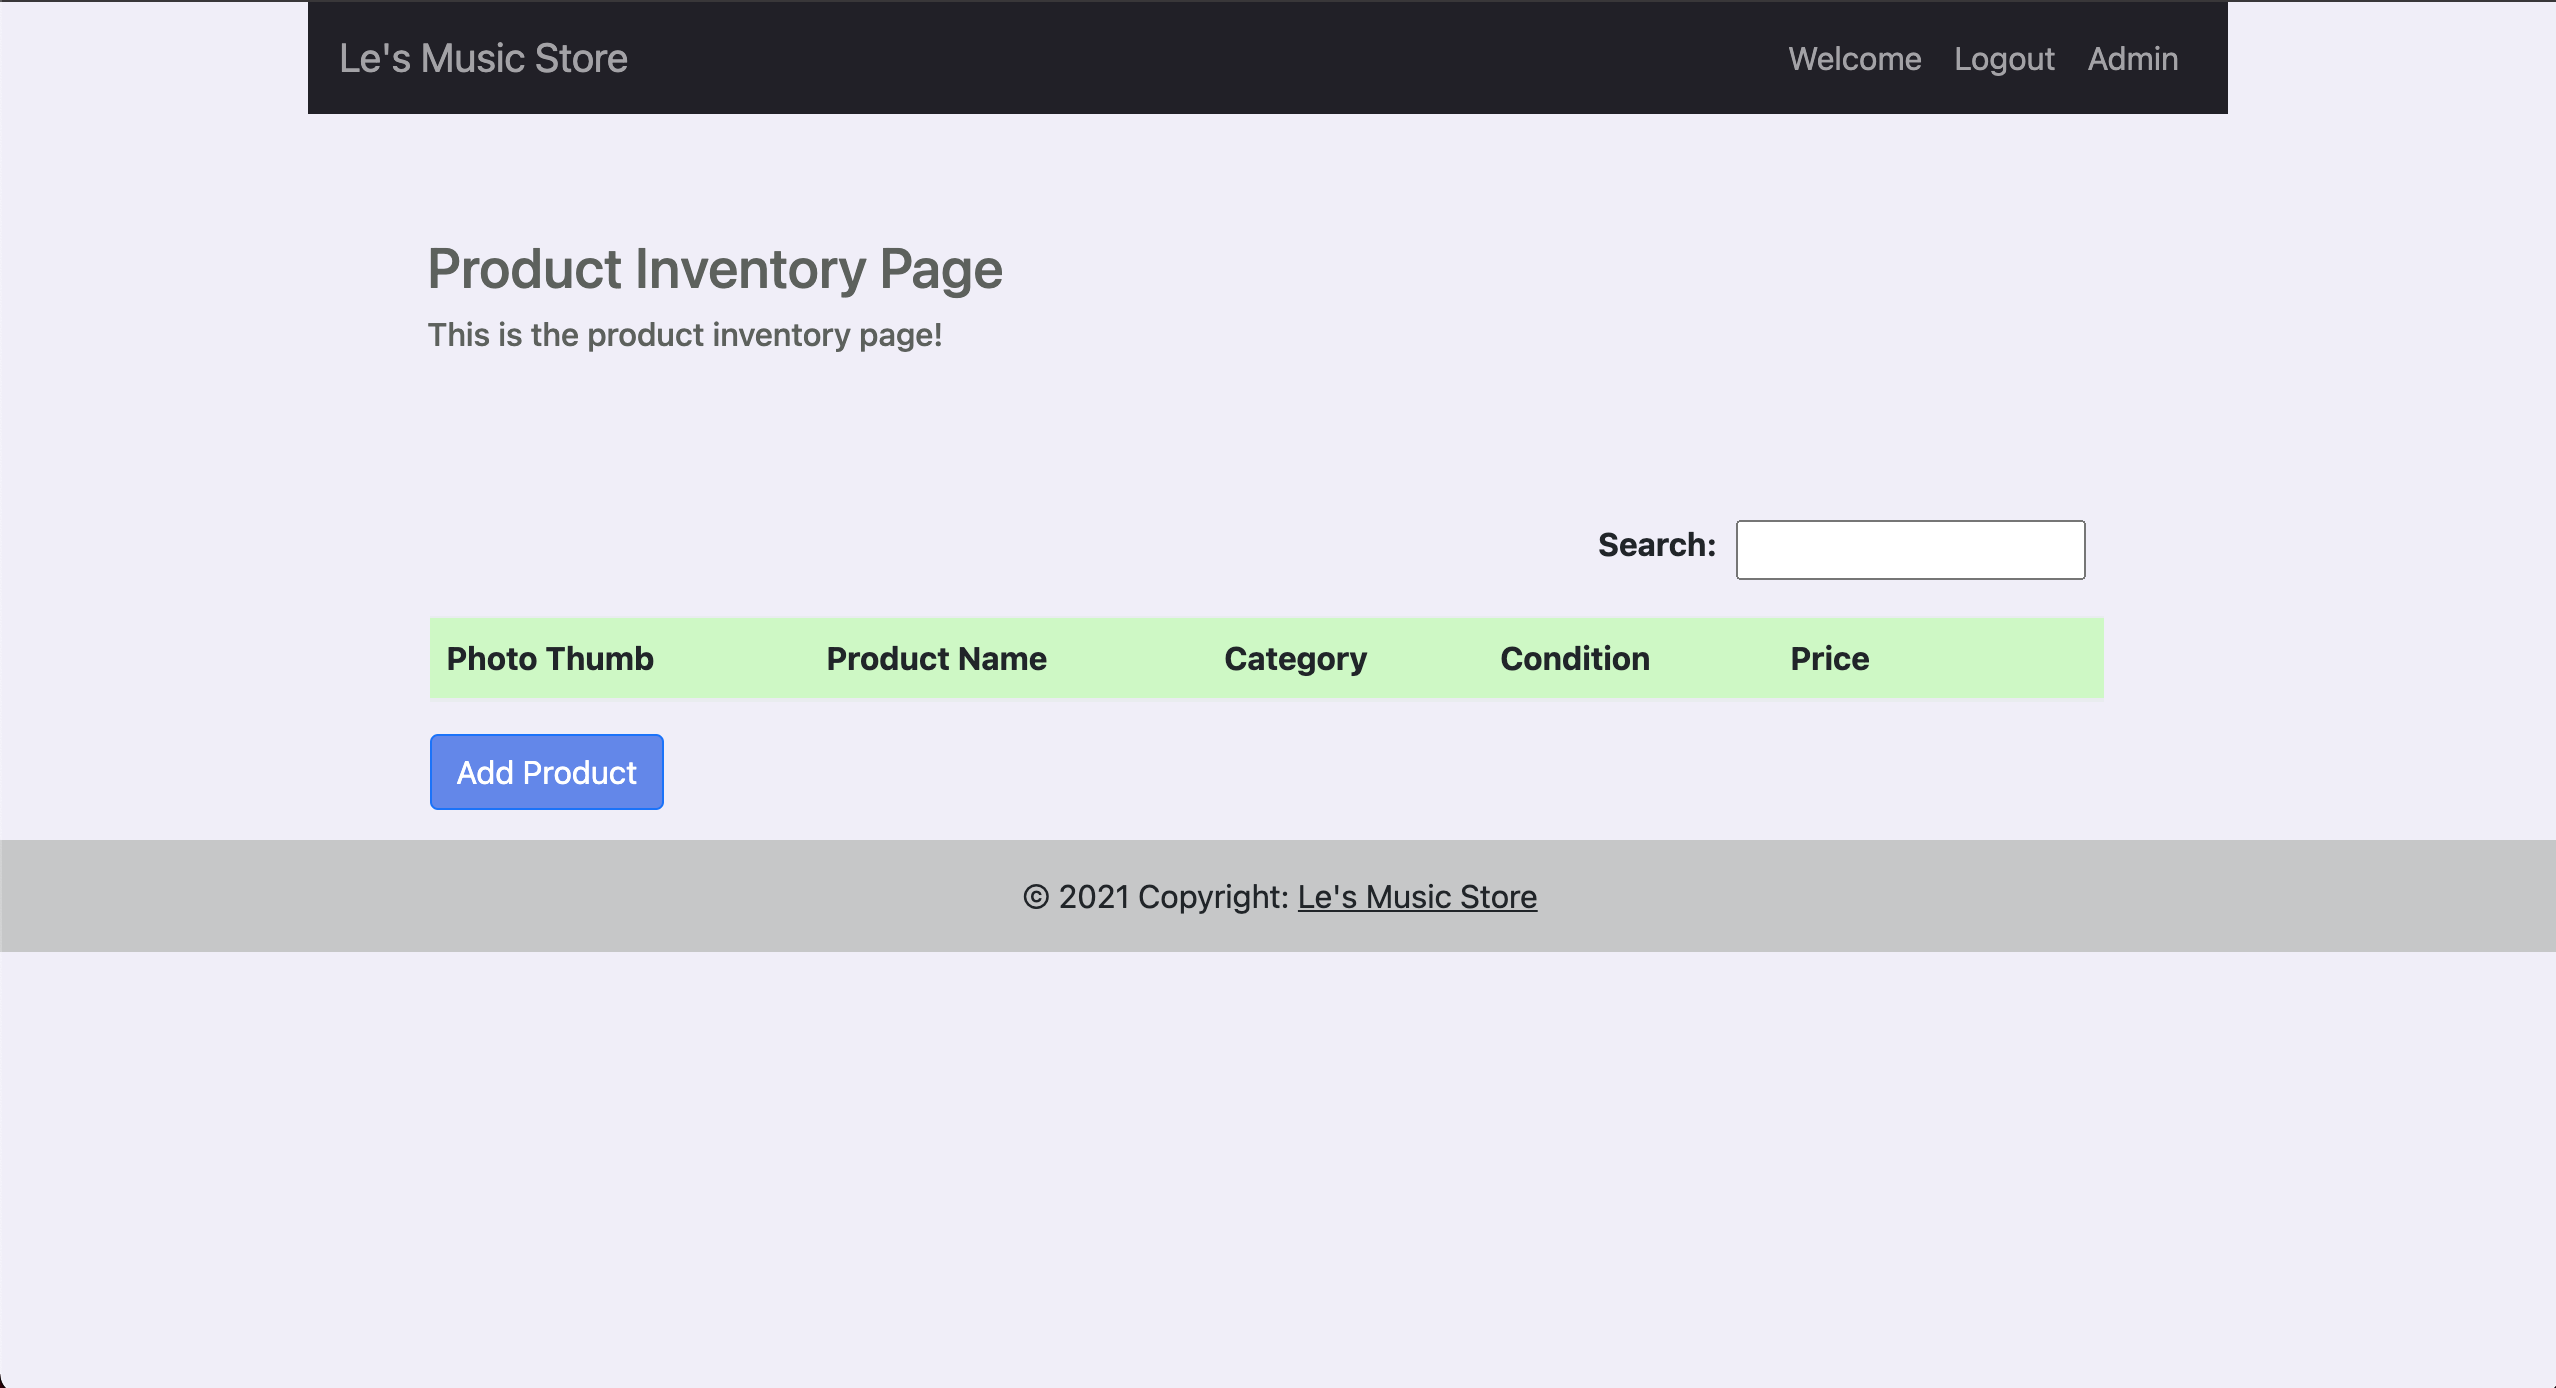 Le's Music Store Welcome Logout Admin
Product Inventory Page
This is the product inventory page!
Search:
Photo Thumb Product Name Category Condition Price
Add Product
© 2021 Copyright: Le's Music Store